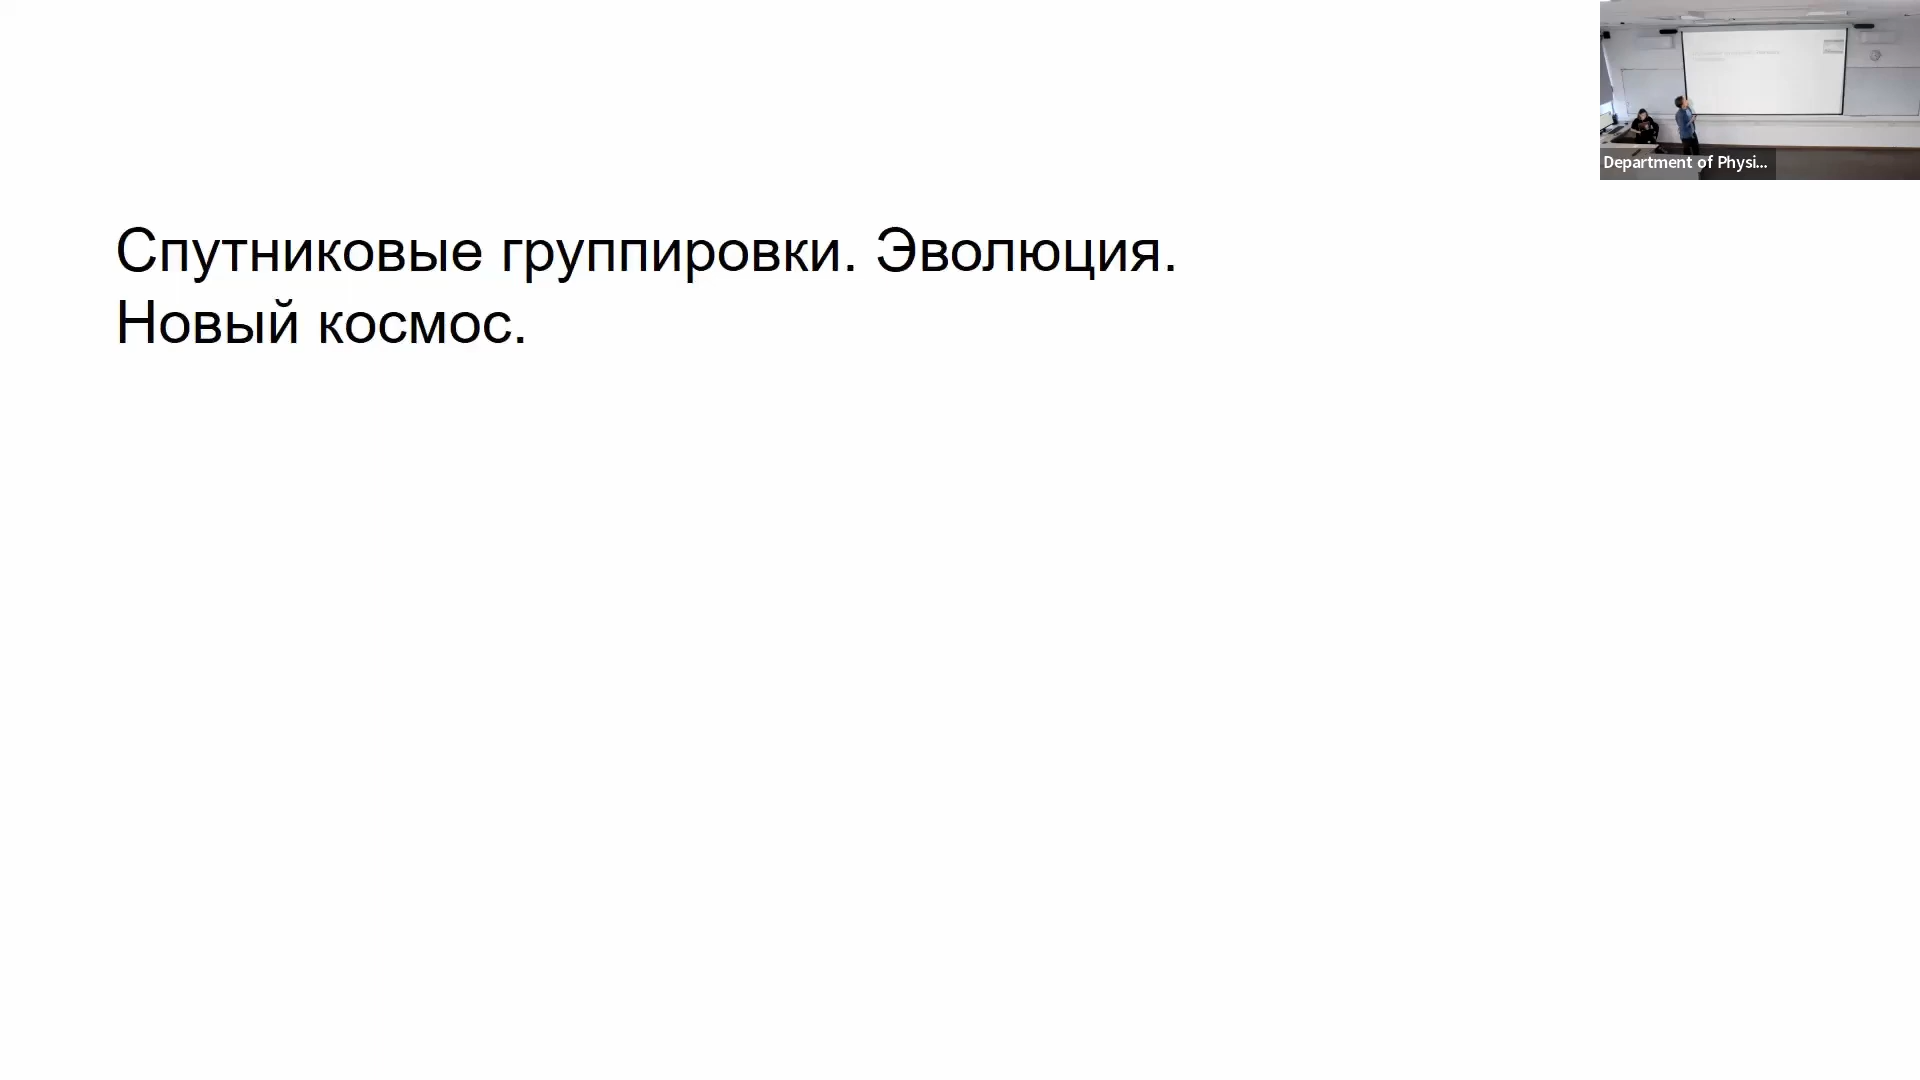 Department of Physi...
Спутниковые группировки. Эволюция.
Новый космос.